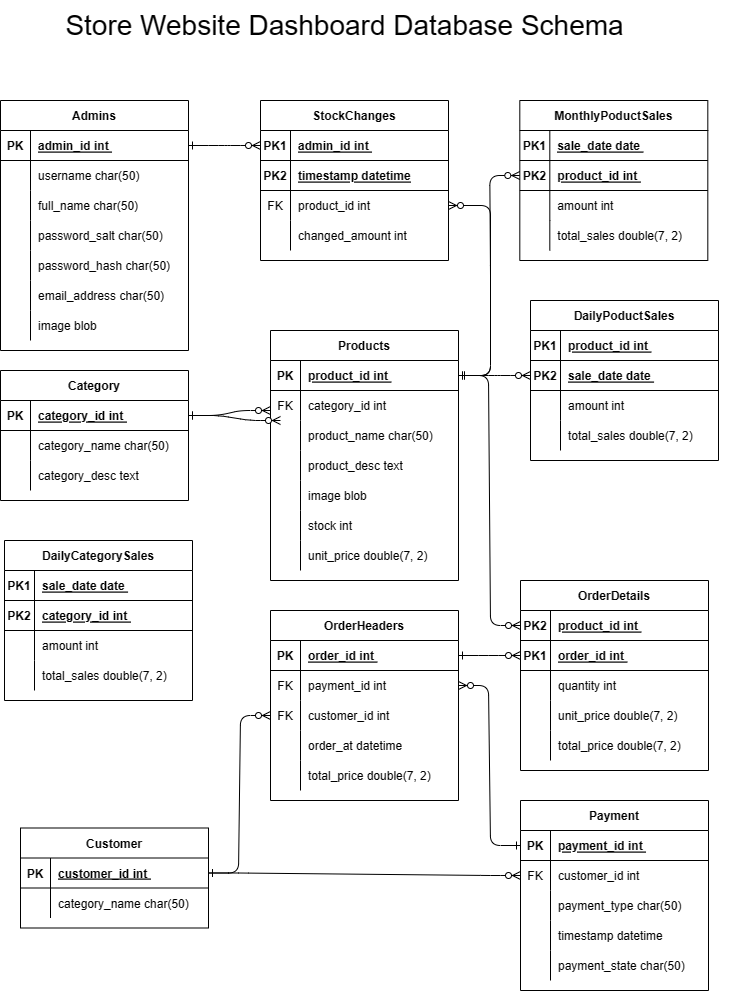 Store Website Dashboard Database Schema
Admins
PK admin_id int
username char(50)
full_name char(50)
password_salt char(50)
password_hash char(50)
email_address char(50)
image blob
StockChanges
PK1 admin_id int
PK2 timestamp datetime
FK product_id int
changed_amount int
MonthlyPoductSales
PK1 sale_date date
PK2 product_id int
amount int
total_sales double(7, 2)
DailyPoductSales
PK1 product_id int
PK2 sale_date date
amount int
total_sales double(7, 2)
Products
PK product_id int
FK category_id int
product_name char(50)
product_desc text
image blob
stock int
unit_price double(7, 2)
Category
PK category_id int
category_name char(50)
category_desc text
DailyCategorySales
PK1 sale_date date
PK2 category_id int
amount int
total_sales double(7, 2)
OrderHeaders
PK order_id int
FK payment_id int
FK customer_id int
order_at datetime
total_price double(7, 2)
OrderDetails
PK2 product_id int
PK1 order_id int
quantity int
unit_price double(7, 2)
total_price double(7, 2)
Customer
PK customer_id int
category_name char(50)
Payment
PK payment_id int
FK customer_id int
payment_type char(50)
timestamp datetime
payment_state char(50)